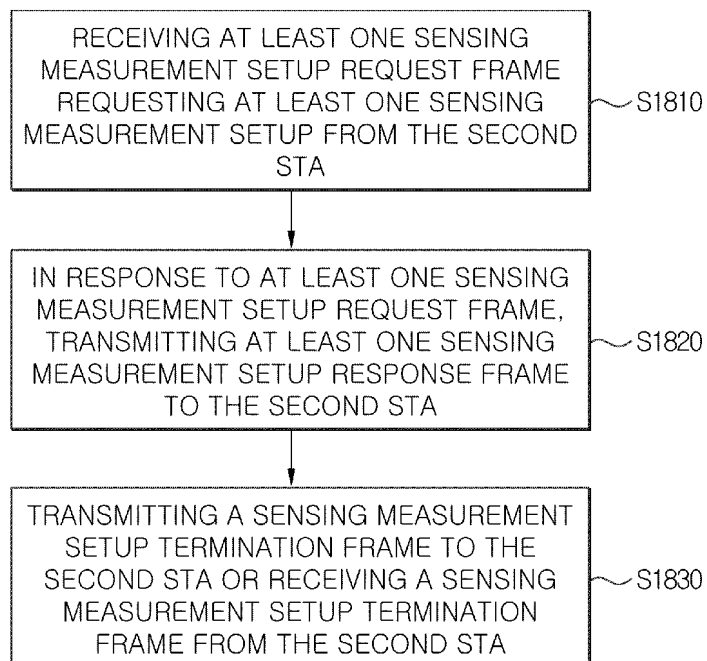 RECEIVING AT LEAST ONE SENSING
MEASUREMENT SETUP REQUEST FRAME
REQUESTING AT LEAST ONE SENSING
MEASUREMENT SETUP FROM THE SECOND
STA
S1810
IN RESPONSE TO AT LEAST ONE SENSING
MEASUREMENT SETUP REQUEST FRAME,
TRANSMITTING AT LEAST ONE SENSING
MEASUREMENT SETUP RESPONSE FRAME
TO THE SECOND STA
S1820
TRANSMITTING A SENSING MEASUREMENT
SETUP TERMINATION FRAME TO THE
SECOND STA OR RECEIVING A SENSING
MEASUREMENT SETUP TERMINATION
FRAME FROM THE SECOND STA
S1830